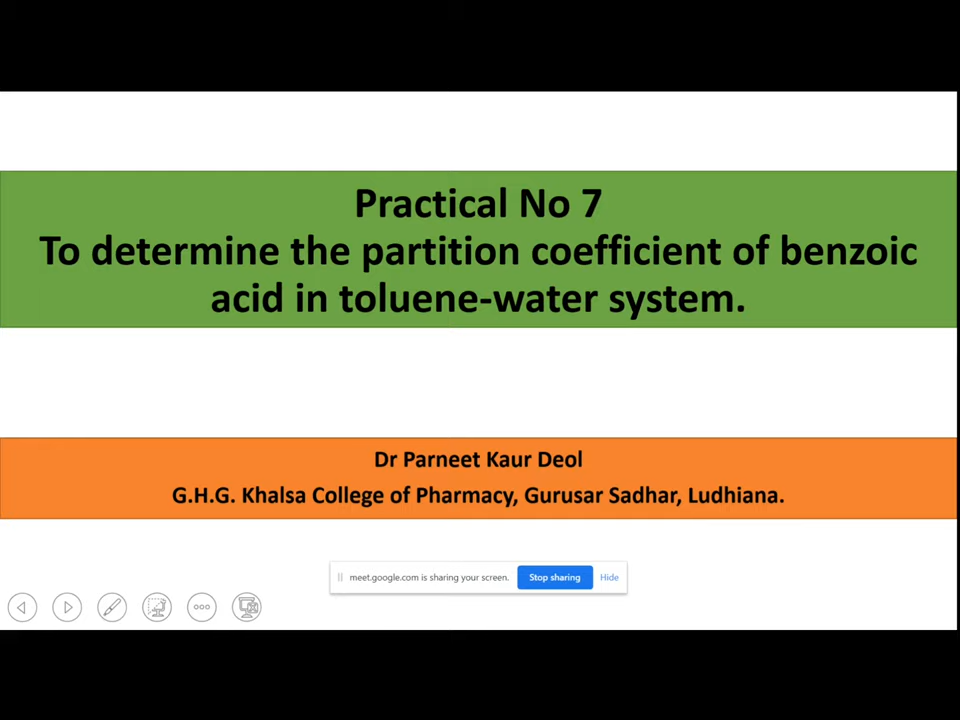 Practical No 7
To determine the partition coefficient of benzoic
acid in toluene-water system.
Dr Parneet Kaur Deol
G.H.G. Khalsa College of Pharmacy, Gurusar Sadhar, Ludhiana.
meet.google.com is sharing your screen. Stop sharing Hide